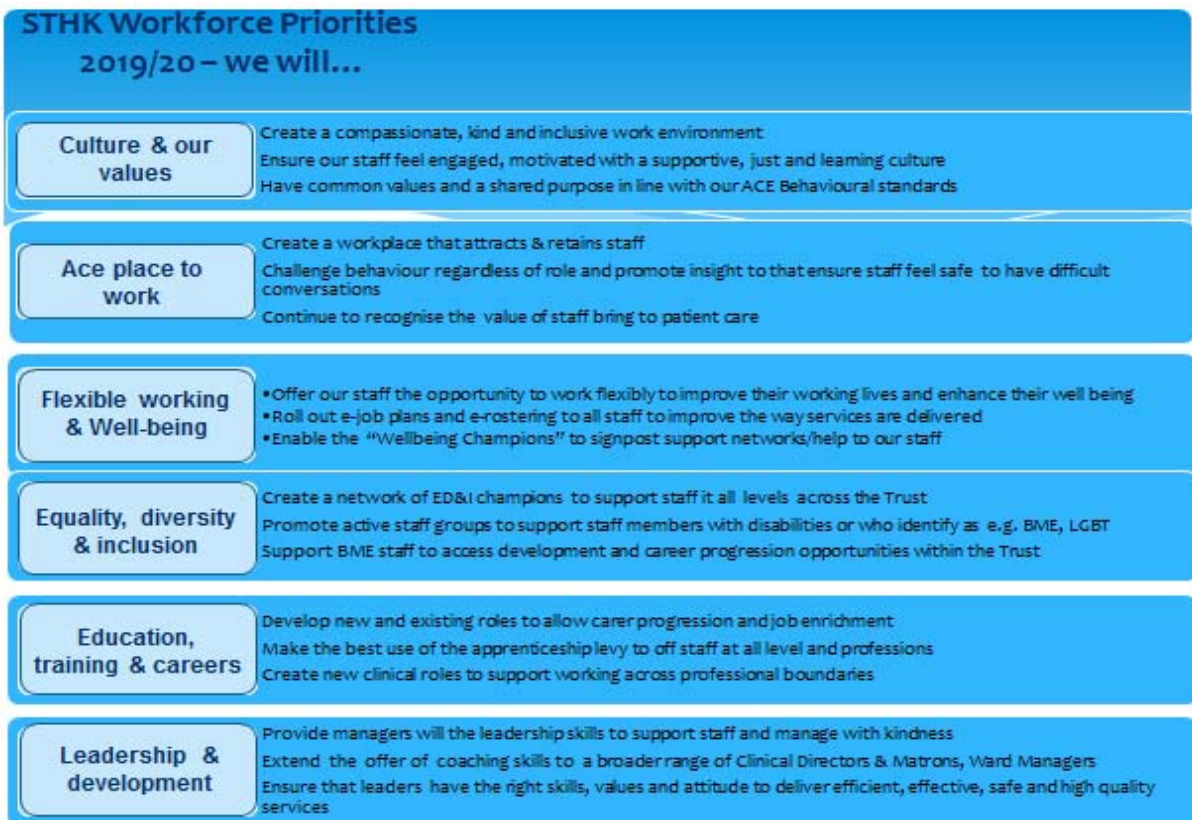 STHK Workforce Priorities
2019/20 – we will...
Culture & our
values
Create a compassionate, kind and inclusive work environment
Ensure our staff feel engaged, motivated with a supportive, just and learning culture
Have common values and a shared purpose in line with our ACE Behavioural standards
Ace place to
work
Create a workplace that attracts & retains staff
Challenge behaviour regardless of role and promote insight to that ensure staff feel safe to have difficult
conversations
Continue to recognise the value of staff bring to patient care
Flexible working
& Well-being
•Offer our staff the opportunity to work flexibly to improve their working lives and enhance their well being
•Roll out e-job plans and e-rostering to all staff to improve the way services are delivered
•Enable the “Wellbeing Champions” to signpost support networks/help to our staff
Equality, diversity
& inclusion
Create a network of ED&I champions to support staff it all levels across the Trust
Promote active staff groups to support staff members with disabilities or who identify as e.g. BME, LGBT
Support BME staff to access development and career progression opportunities within the Trust
Education,
training & careers
Develop new and existing roles to allow carer progression and job enrichment
Make the best use of the apprenticeship levy to off staff at all level and professions
Create new clinical roles to support working across professional boundaries
Leadership &
development
Provide managers will the leadership skills to support staff and manage with kindness
Extend the offer of coaching skills to a broader range of Clinical Directors & Matrons, Ward Managers
Ensure that leaders have the right skills, values and attitude to deliver efficient, effective, safe and high quality
services